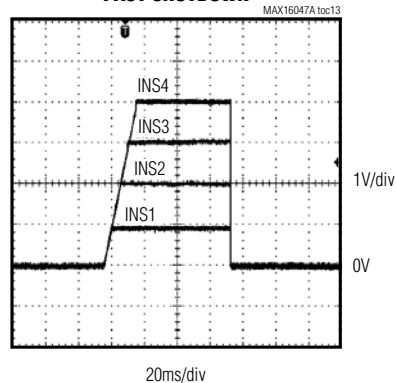 MAX16047A toc13
T
INS4
INS3
INS2
INS1
1V/div
0V
20ms/div